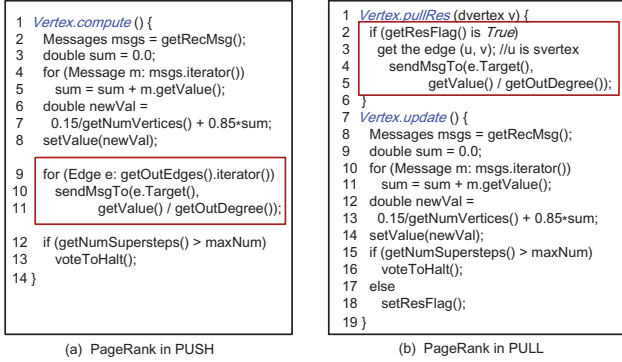 1 Vertex.compute () {
2 Messages msgs = getRecMsg();
3 double sum = 0.0;
4 for (Message m: msgs.iterator())
5 sum = sum + m.getValue();
6 double newVal =
7 0.15/getNumVertices() + 0.85*sum;
8 setValue(newVal);
9 for (Edge e: getOutEdges().iterator())
10 sendMsgTo(e.Target(),
11 getValue() / getOutDegree());
12 if (getNumSupersteps() > maxNum)
13 voteToHalt();
14 }
(a) PageRank in PUSH
1 Vertex.pullRes (dvertex v) {
2 if (getResFlag() is True)
3 get the edge (u, v); //u is svertex
4 sendMsgTo(e.Target(),
5 getValue() / getOutDegree());
6 }
7 Vertex.update () {
8 Messages msgs = getRecMsg();
9 double sum = 0.0;
10 for (Message m: msgs.iterator())
11 sum = sum + m.getValue();
12 double newVal =
13 0.15/getNumVertices() + 0.85*sum;
14 setValue(newVal);
15 if (getNumSupersteps() > maxNum)
16 voteToHalt();
17 else
18 setResFlag();
19 }
(b) PageRank in PULL